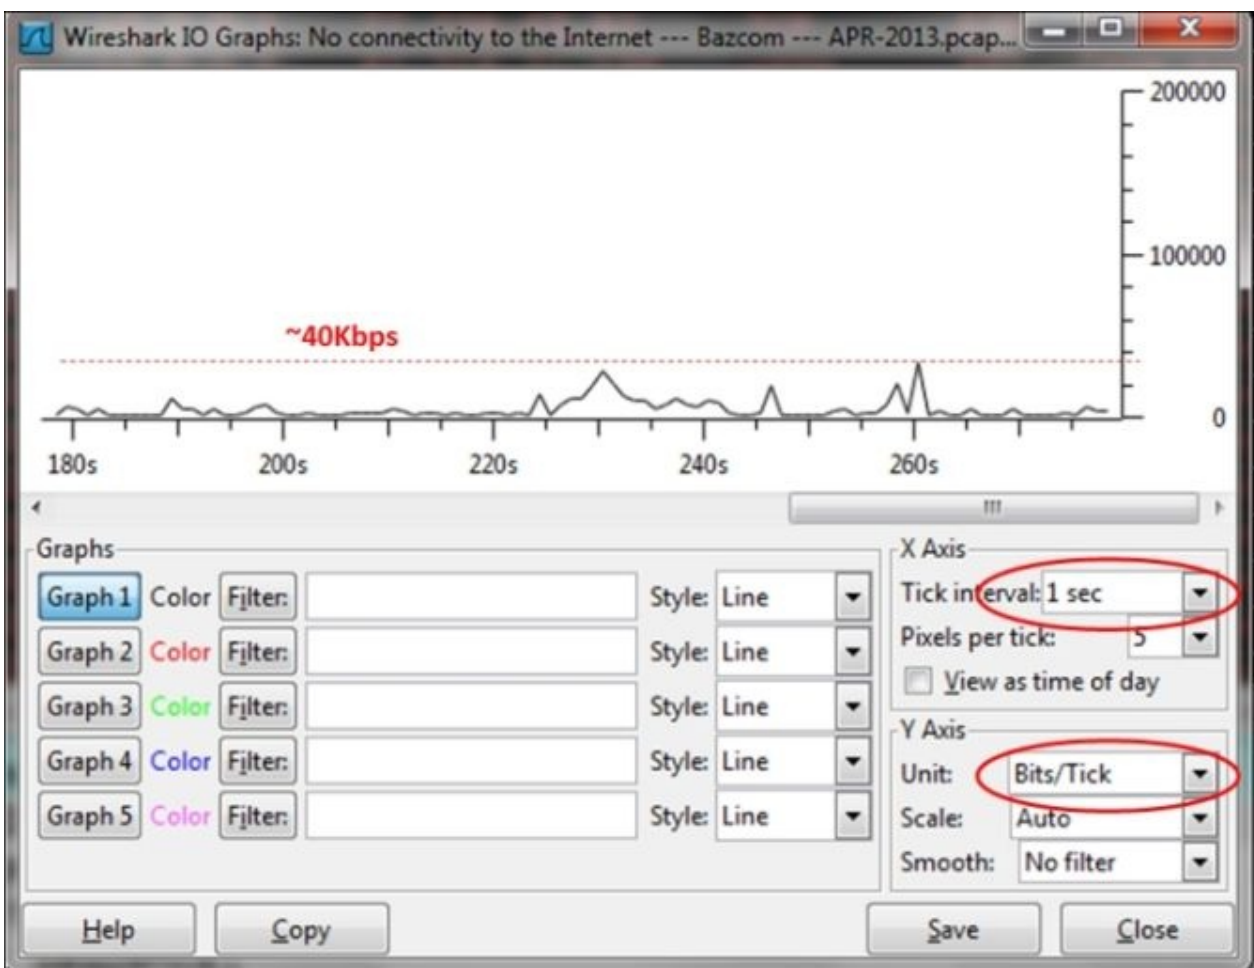 Wireshark IO Graphs: No connectivity to the Internet --- Bazcom --- APR-2013.pcap...
200000
100000
~40Kbps
0
180s 200s 220s 240s 260s
Graphs
Graph 1 Color Filter: Style: Line
Graph 2 Color Filter: Style: Line
Graph 3 Color Filter: Style: Line
Graph 4 Color Filter: Style: Line
Graph 5 Color Filter: Style: Line
X Axis
Tick interval: 1 sec
Pixels per tick: 5
View as time of day
Y Axis
Unit: Bits/Tick
Scale: Auto
Smooth: No filter
Help Copy Save Close